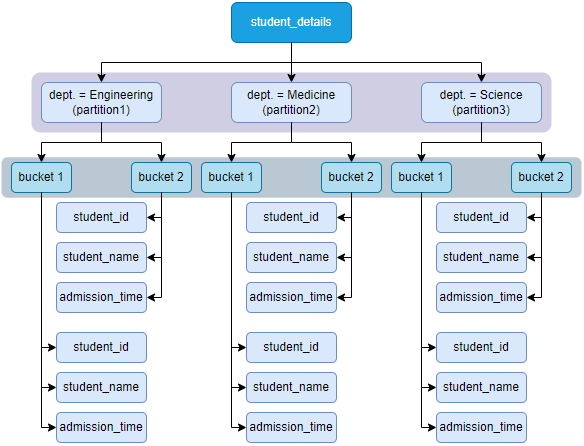 student_details
dept. = Engineering
(partition1)
dept. = Medicine
(partition2)
dept. = Science
(partition3)
bucket 1
bucket 2
bucket 1
bucket 2
bucket 1
bucket 2
student_id
student_id
student_id
student_name
student_name
student_name
admission_time
admission_time
admission_time
student_id
student_id
student_id
student_name
student_name
student_name
admission_time
admission_time
admission_time